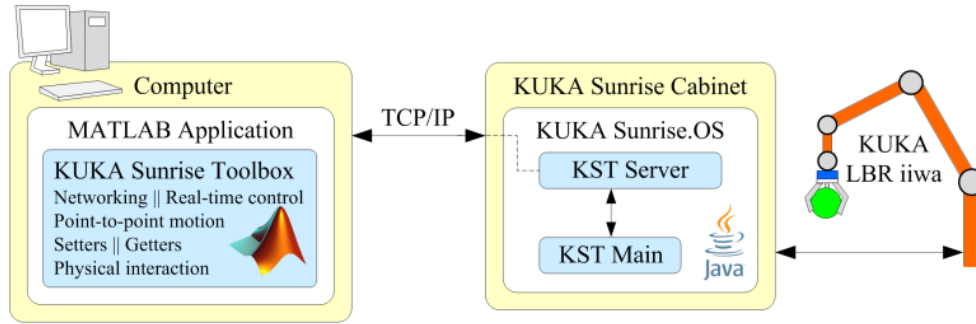 Computer
MATLAB Application
KUKA Sunrise Toolbox
Networking || Real-time control
Point-to-point motion
Setters || Getters
Physical interaction
TCP/IP
KUKA Sunrise Cabinet
KUKA Sunrise.OS
KST Server
KST Main
Java
KUKA
LBR iiwa